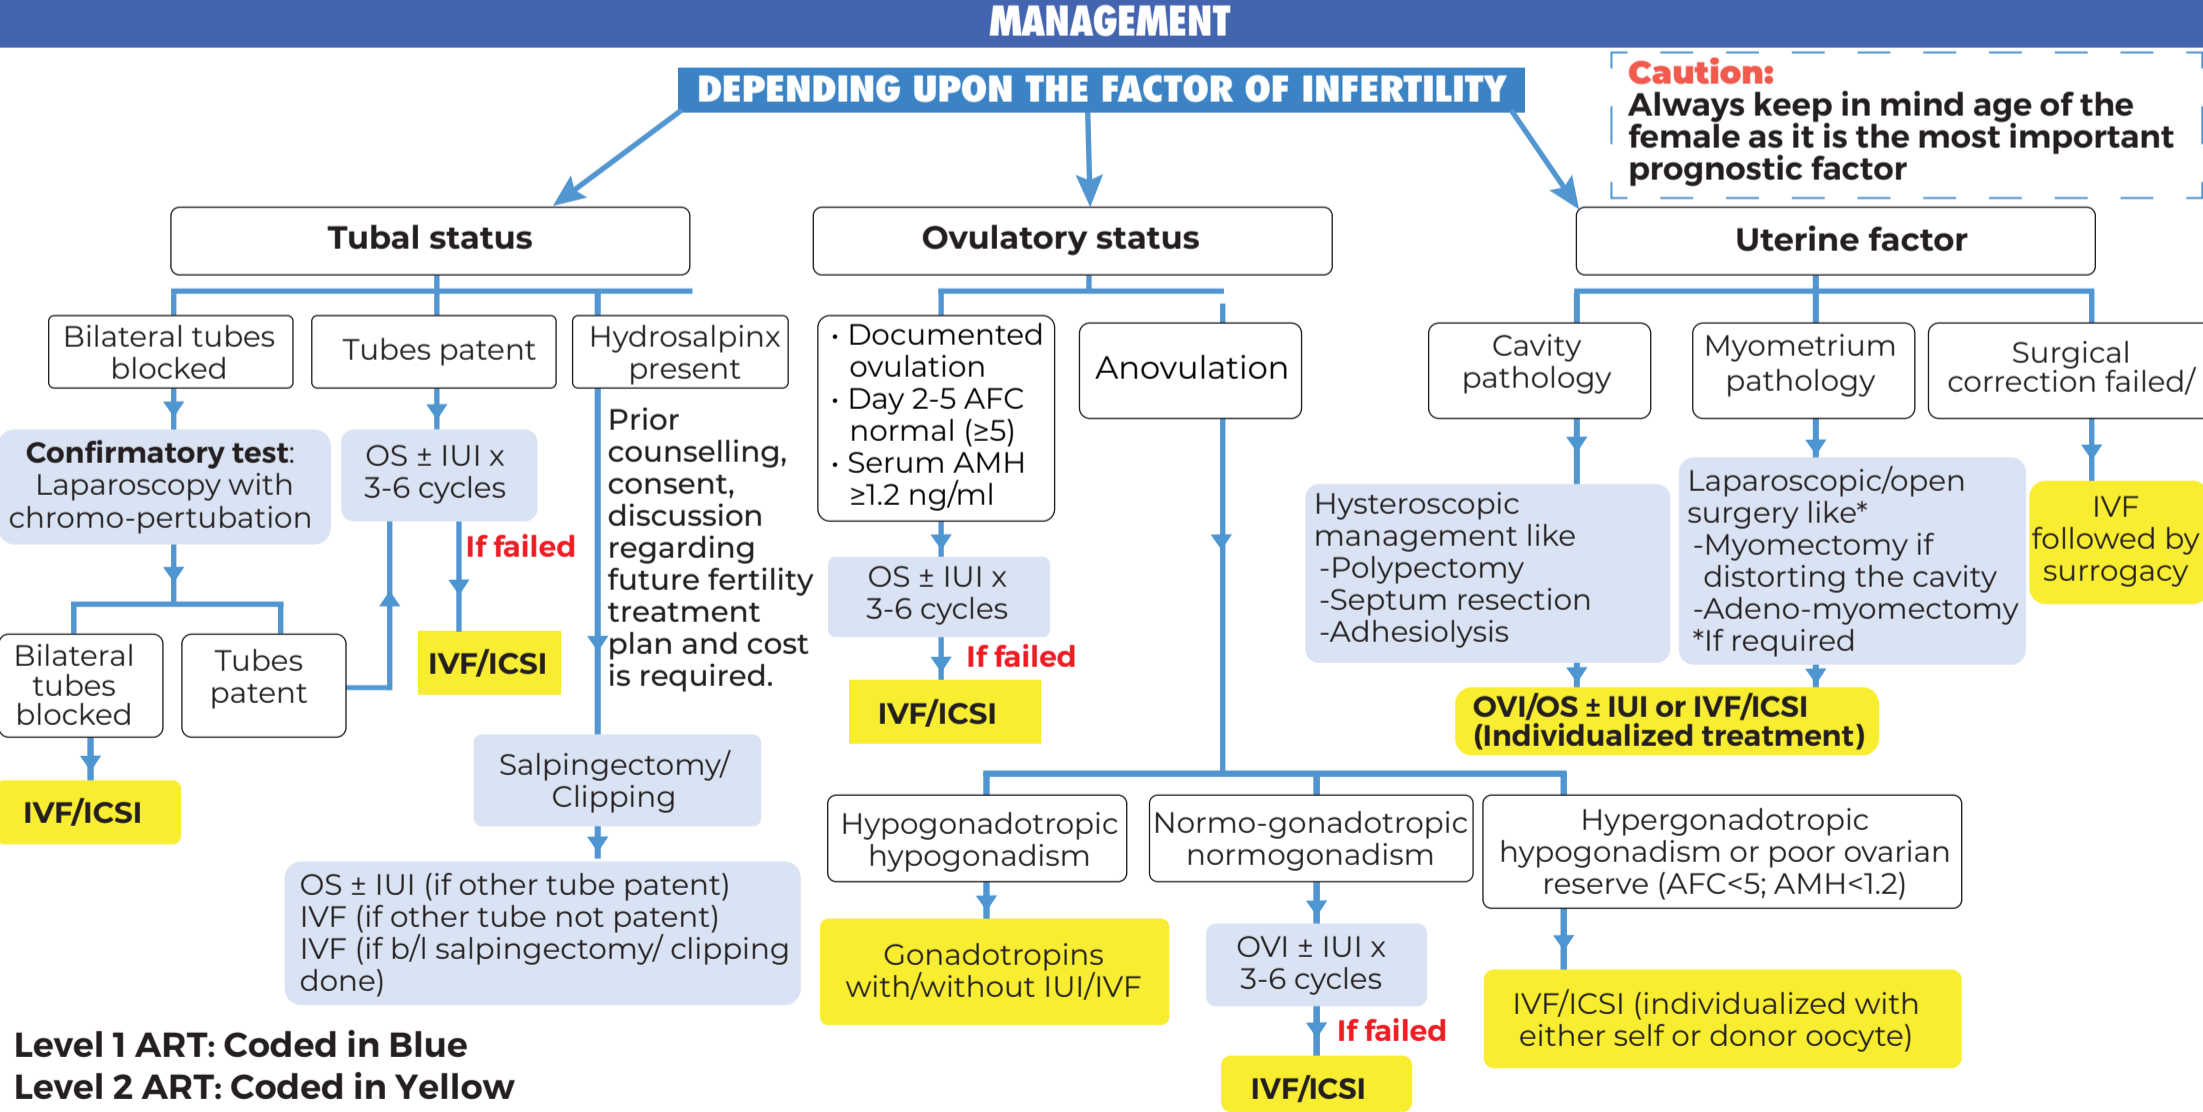 MANAGEMENT
DEPENDING UPON THE FACTOR OF INFERTILITY
Caution:
Always keep in mind age of the
female as it is the most important
prognostic factor
Tubal status
Bilateral tubes
blocked
Tubes patent
Hydrosalpinx
present
Confirmatory test:
Laparoscopy with
chromo-pertubation
OS ± IUI x
3-6 cycles
If failed
IVF/ICSI
Prior
counselling,
consent,
discussion
regarding
future fertility
treatment
plan and cost
is required.
Bilateral
tubes
blocked
Tubes
patent
IVF/ICSI
Salpingectomy/
Clipping
OS ± IUI (if other tube patent)
IVF (if other tube not patent)
IVF (if b/l salpingectomy/ clipping
done)
Ovulatory status
• Documented
ovulation
• Day 2-5 AFC
normal (≥5)
• Serum AMH
≥1.2 ng/ml
Anovulation
OS ± IUI x
3-6 cycles
If failed
IVF/ICSI
Hypogonadotropic
hypogonadism
Normo-gonadotropic
normogonadism
Hypergonadotropic
hypogonadism or poor ovarian
reserve (AFC<5; AMH<1.2)
Gonadotropins
with/without IUI/IVF
OVI ± IUI x
3-6 cycles
If failed
IVF/ICSI
IVF/ICSI (individualized with
either self or donor oocyte)
Uterine factor
Cavity
pathology
Myometrium
pathology
Surgical
correction failed/
Hysteroscopic
management like
-Polypectomy
-Septum resection
-Adhesiolysis
Laparoscopic/open
surgery like*
-Myomectomy if
distorting the cavity
-Adeno-myomectomy
*If required
IVF
followed by
surrogacy
OVI/OS ± IUI or IVF/ICSI
(Individualized treatment)
Level 1 ART: Coded in Blue
Level 2 ART: Coded in Yellow